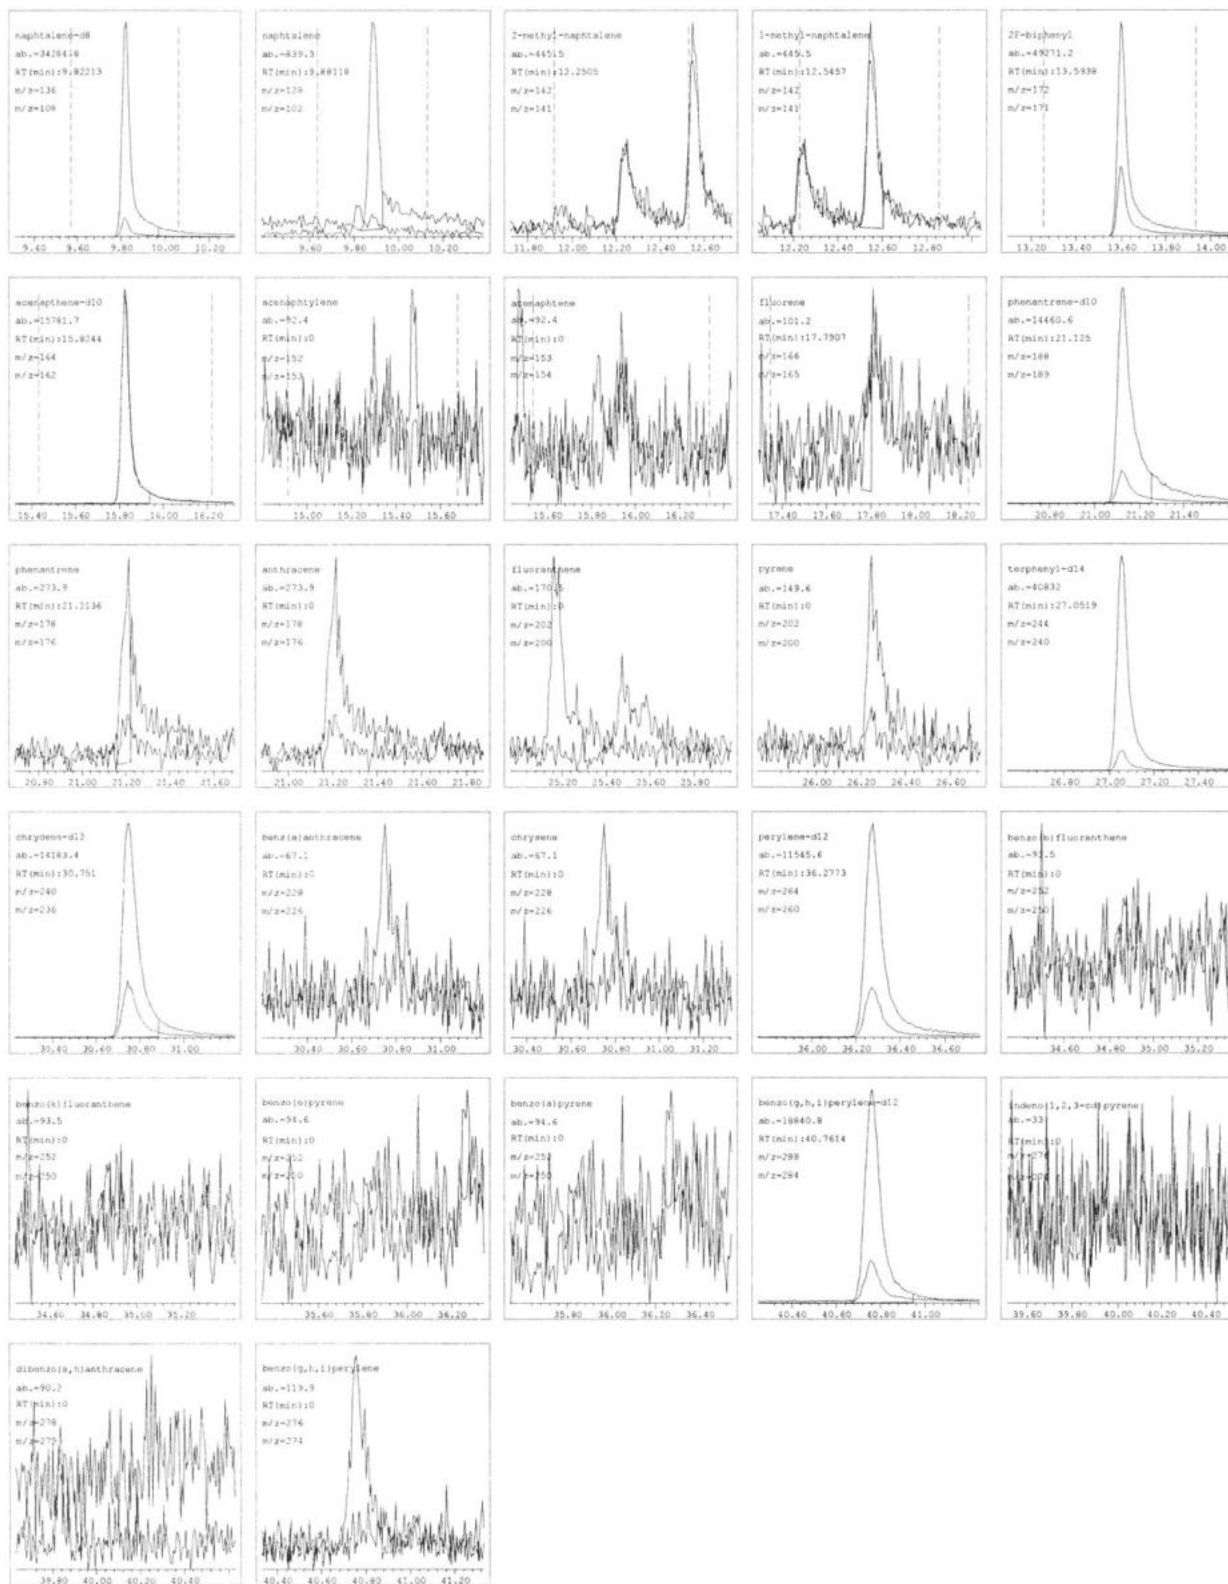 naphtalene-d8
RT(min):9.82213
m/z=136
m/z=108
9.40 9.60 9.80 10.00 10.20
naphtalene
ab.=839.3
RT(min):9.88118
m/z=128
m/z=102
9.60 9.80 10.00 10.20
2-methyl-naphtalene
ab.=445.5
RT(min):12.2505
m/z=142
m/z=141
11.80 12.00 12.20 12.40 12.60
1-methyl-naphtalene
ab.=445.5
RT(min):12.5457
m/z=142
m/z=141
12.20 12.40 12.60 12.80
2F-biphenyl
ab.=49271.2
RT(min):13.5938
m/z=172
m/z=171
13.20 13.40 13.60 13.80 14.00
acenapthene-d10
ab.=15781.7
RT(min):15.8244
m/z=164
m/z=162
15.40 15.60 15.80 16.00 16.20
acenaphtylene
ab.=92.4
RT(min):0
m/z=152
m/z=153
15.00 15.20 15.40 15.60
acenaphtene
ab.=92.4
RT(min):0
m/z=153
m/z=154
15.60 15.80 16.00 16.20
fluorene
ab.=101.2
RT(min):17.7907
m/z=166
m/z=165
17.40 17.60 17.80 18.00 18.20
phenantrene-d10
ab.=14460.6
RT(min):21.125
m/z=188
m/z=189
20.80 21.00 21.20 21.40
phenantrene
ab.=273.9
RT(min):21.2136
m/z=178
m/z=176
20.80 21.00 21.20 21.40 21.60
anthracene
ab.=273.9
RT(min):0
m/z=178
m/z=176
21.00 21.20 21.40 21.60 21.80
fluoranthene
ab.=170.5
RT(min):0
m/z=202
m/z=200
25.20 25.40 25.60 25.80
pyrene
ab.=149.6
RT(min):0
m/z=202
m/z=200
26.00 26.20 26.40 26.60
terphenyl-d14
ab.=40832
RT(min):27.0519
m/z=244
m/z=240
26.80 27.00 27.20 27.40
chrysene-d12
ab.=14183.4
RT(min):30.751
m/z=240
m/z=236
30.40 30.60 30.80 31.00
benz(a)anthracene
ab.=67.1
RT(min):0
m/z=228
m/z=226
30.40 30.60 30.80 31.00
chrysene
ab.=67.1
RT(min):0
m/z=228
m/z=226
30.40 30.60 30.80 31.00 31.20
perylene-d12
ab.=11545.6
RT(min):36.2773
m/z=264
m/z=260
36.00 36.20 36.40 36.60
benzo(b)fluoranthene
ab.=93.5
RT(min):0
m/z=252
m/z=250
34.60 34.80 35.00 35.20
benzo(k)fluoranthene
ab.=93.5
RT(min):0
m/z=252
m/z=250
34.60 34.80 35.00 35.20
benzo(e)pyrene
ab.=94.6
RT(min):0
m/z=252
m/z=250
35.60 35.80 36.00 36.20
benzo(a)pyrene
ab.=94.6
RT(min):0
m/z=252
m/z=250
35.80 36.00 36.20 36.40
benzo(g,h,i)perylene-d12
ab.=18840.8
RT(min):40.7614
m/z=288
m/z=284
40.40 40.60 40.80 41.00
indeno(1,2,3-cd)pyrene
ab.=33
RT(min):0
39.60 39.80 40.00 40.20 40.40
dibenzo(a,h)anthracene
ab.=90.2
RT(min):0
m/z=278
m/z=279
39.80 40.00 40.20 40.40
benzo(g,h,i)perylene
ab.=119.9
RT(min):0
m/z=276
m/z=274
40.40 40.60 40.80 41.00 41.20